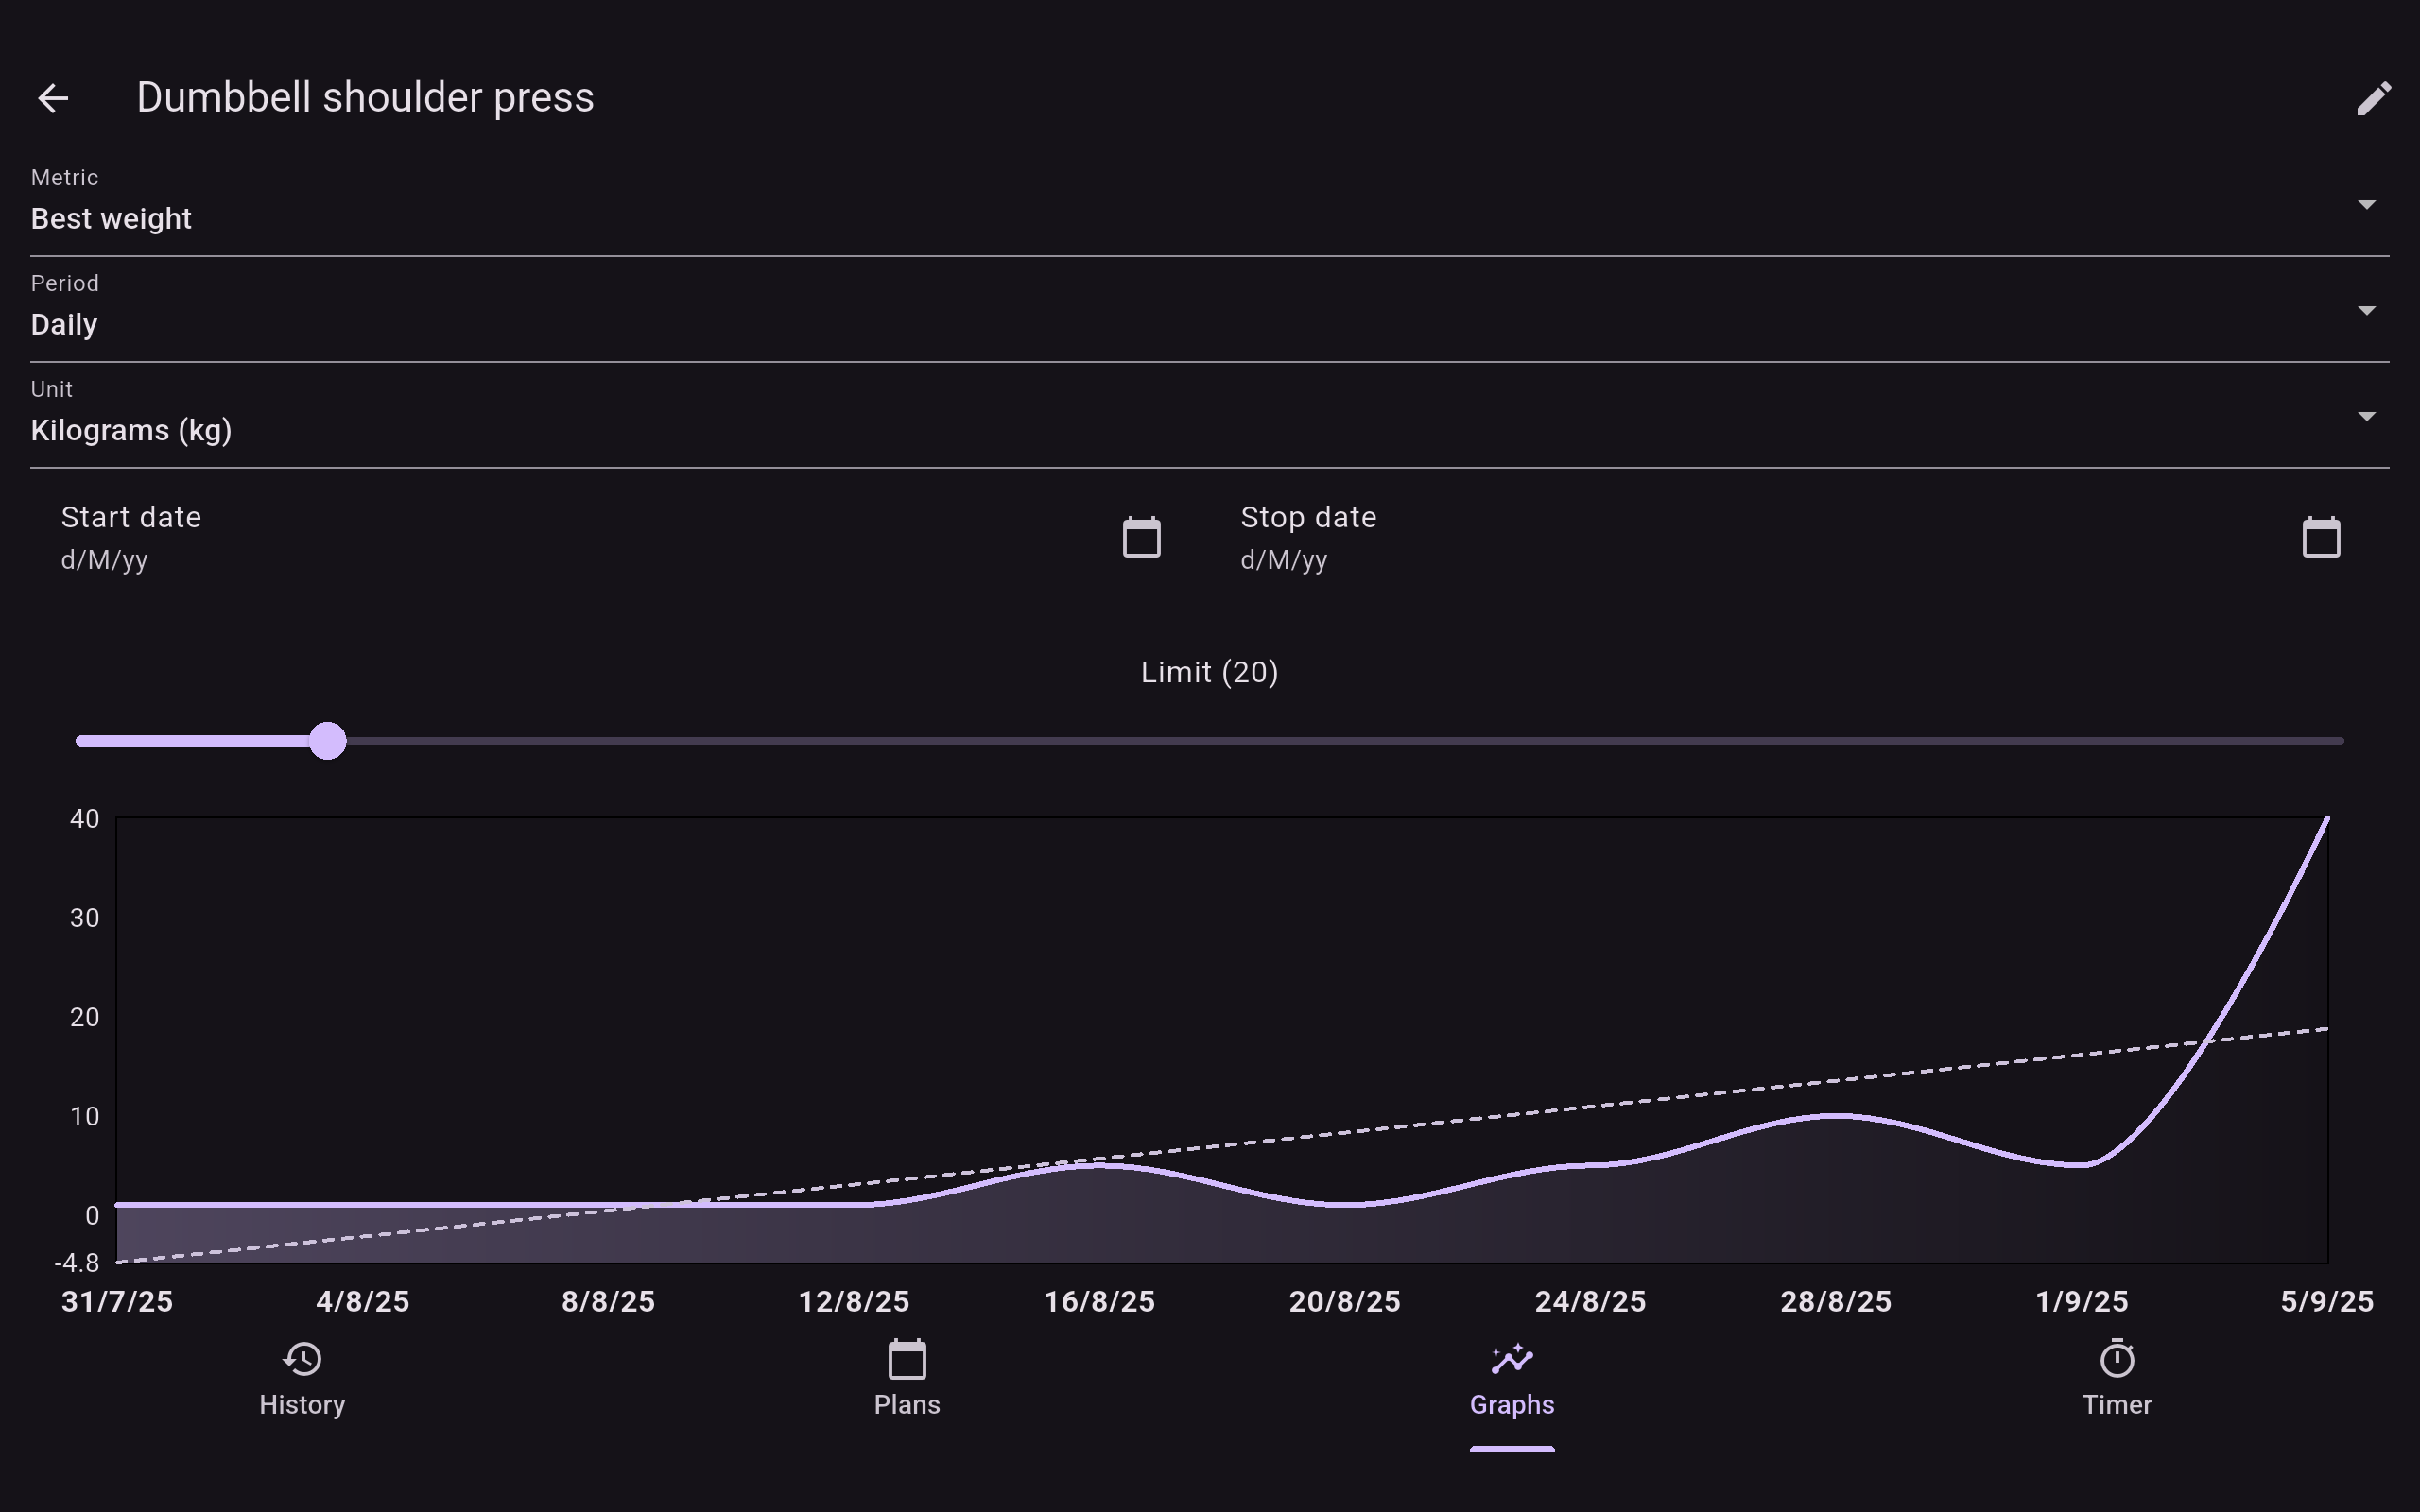 Dumbbell shoulder press
Metric
Best weight
Period
Daily
Unit
Kilograms (kg)
Start date
d/M/yy
Stop date
d/M/yy
Limit (20)
40
30
20
10
0
-4.8
31/7/25 4/8/25 8/8/25 12/8/25 16/8/25 20/8/25 24/8/25 28/8/25 1/9/25 5/9/25
History Plans Graphs Timer